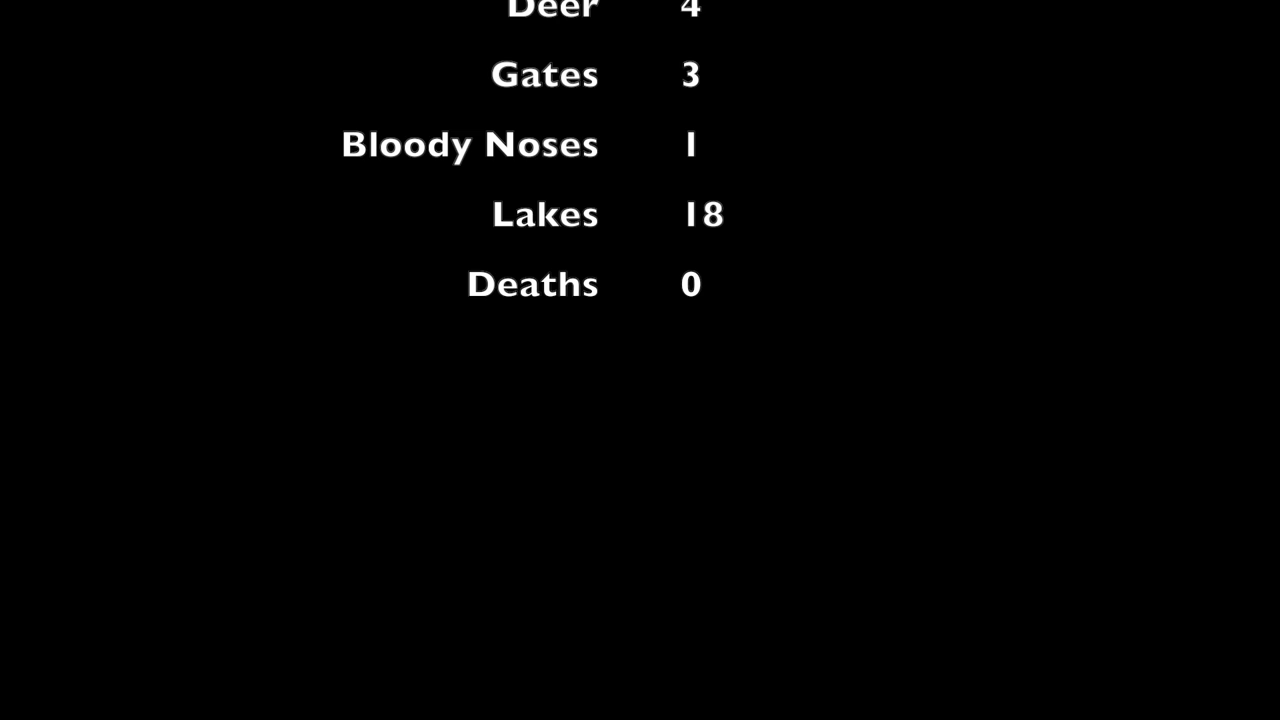 Deer 4
Gates 3
Bloody Noses 1
Lakes 18
Deaths 0